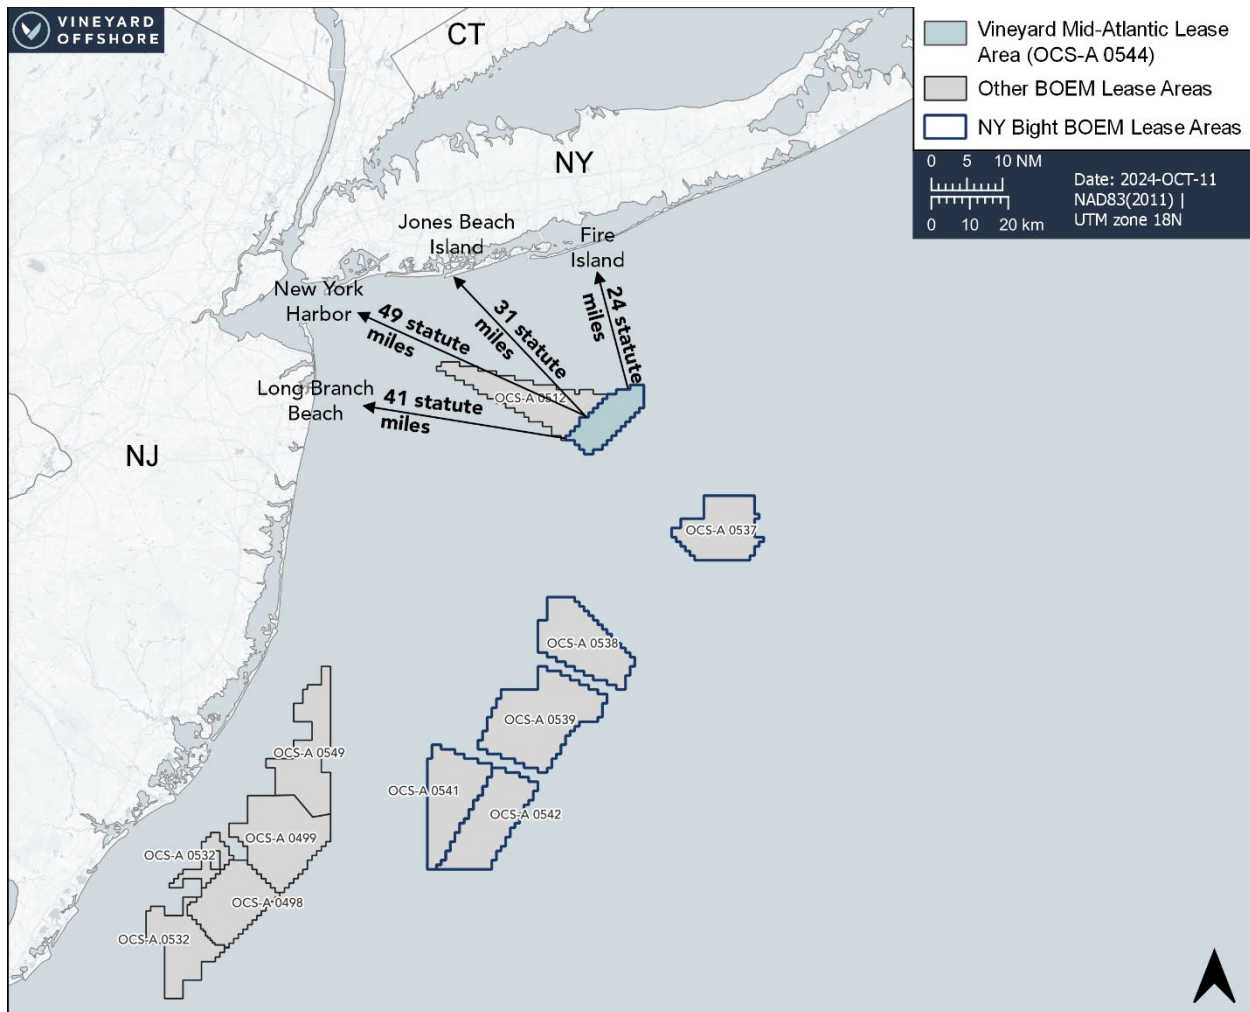 VINEYARD
OFFSHORE
CT
NY
NJ
Vineyard Mid-Atlantic Lease
Area (OCS-A 0544)
Other BOEM Lease Areas
NY Bight BOEM Lease Areas
0 5 10 NM
0 10 20 km
Date: 2024-OCT-11
NAD83(2011) |
UTM zone 18N
Jones Beach
Island
Fire
Island
New York
Harbor
Long Branch
Beach
49 statute
miles
31 statute
miles
24 statute
miles
41 statute
miles
OCS-A 0512
OCS-A 0537
OCS-A 0538
OCS-A 0539
OCS-A 0541
OCS-A 0542
OCS-A 0549
OCS-A 0499
OCS-A 0532
OCS-A 0498
OCS-A 0532